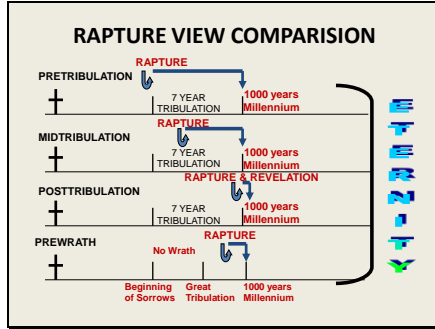 RAPTURE VIEW COMPARISION
RAPTURE
PRETRIBULATION
7 YEAR
TRIBULATION
1000 years
Millennium
RAPTURE
MIDTRIBULATION
7 YEAR
TRIBULATION
1000 years
Millennium
RAPTURE & REVELATION
POSTTRIBULATION
7 YEAR
TRIBULATION
1000 years
Millennium
RAPTURE
PREWRATH
No Wrath
Beginning
of Sorrows
Great
Tribulation
1000 years
Millennium
ETERNITY